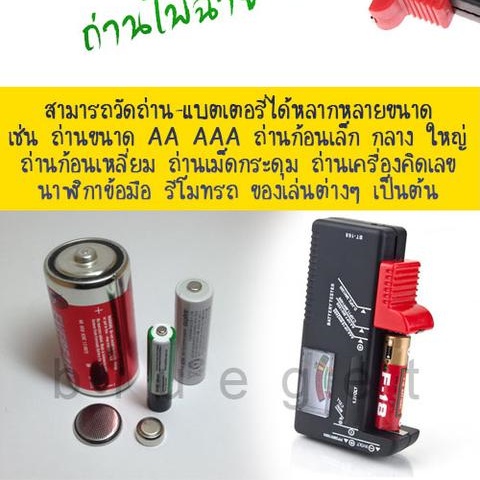 ถ่านไฟฉาย
สามารถวัดถ่าน-แบตเตอรี่ได้หลากหลายขนาด
เช่น ถ่านขนาด AA AAA ถ่านก้อนเล็ก กลาง ใหญ่
ถ่านก้อนเหลี่ยม ถ่านเม็ดกระดุม ถ่านเครื่องคิดเลข
นาฬิกาข้อมือ รีโมทรถ ของเล่นต่างๆ เป็นต้น
BT-168
BATTERY TESTER
F-18
blueget